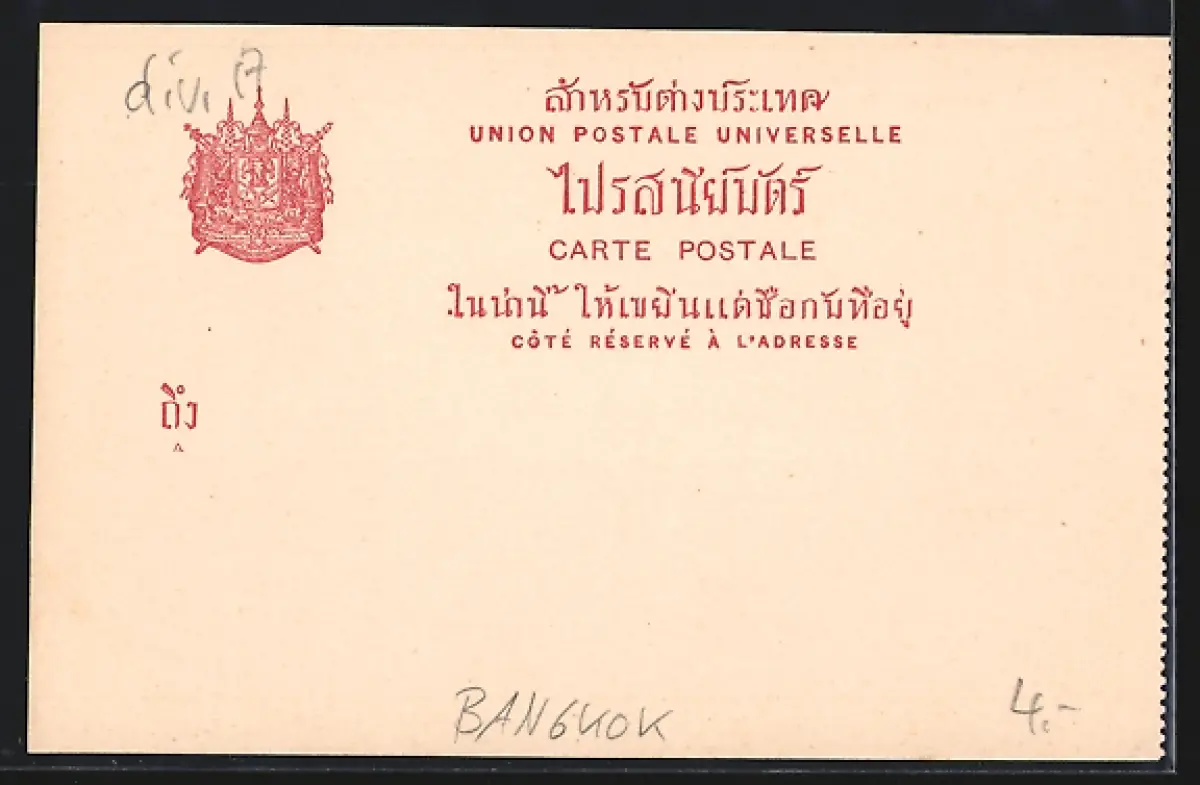 divi 17
สำหรับต่างประเทศ
UNION POSTALE UNIVERSELLE
ไปรสนีย์บัตร์
CARTE POSTALE
ในน่านี้ ให้เขยีนแต่ชื่อกับที่อยู่
CÔTÉ RÉSERVÉ À L'ADRESSE
ถึง
A
BANGKOK
4.-